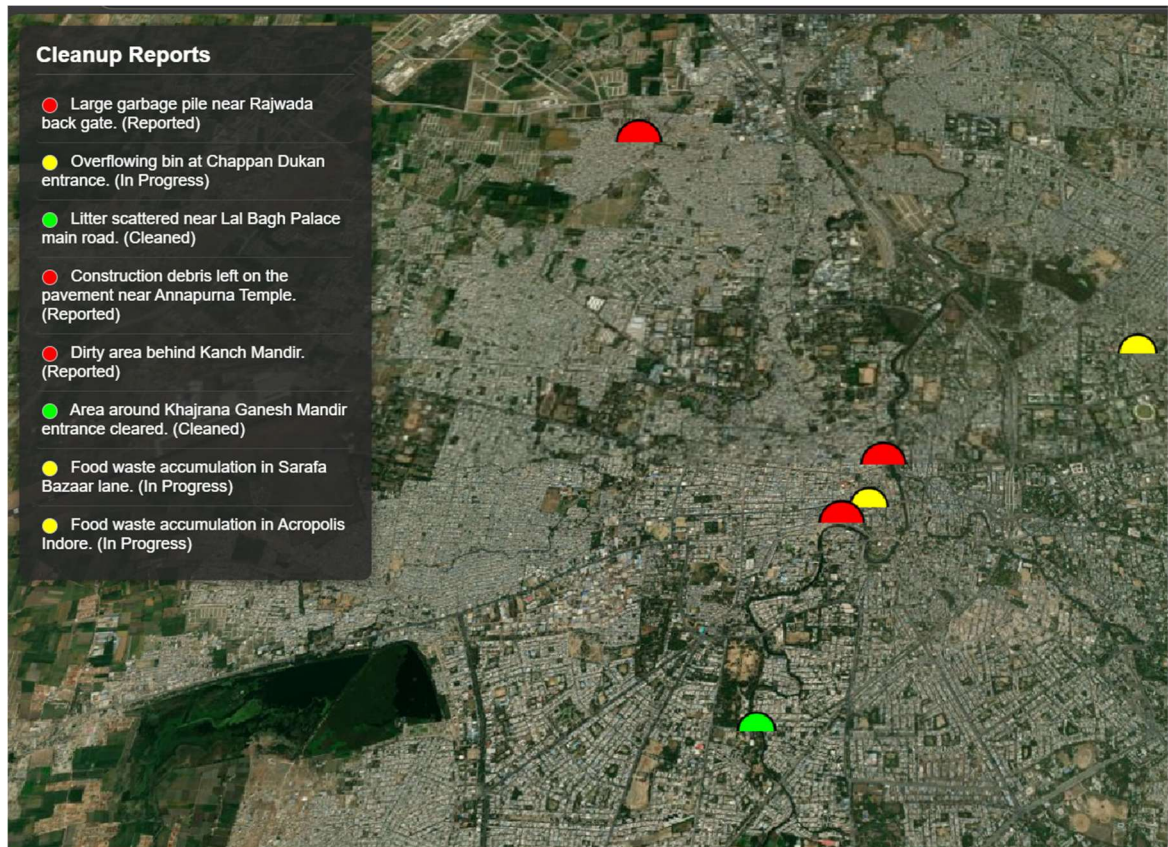 Cleanup Reports
Large garbage pile near Rajwada
back gate. (Reported)
Overflowing bin at Chappan Dukan
entrance. (In Progress)
Litter scattered near Lal Bagh Palace
main road. (Cleaned)
Construction debris left on the
pavement near Annapurna Temple.
(Reported)
Dirty area behind Kanch Mandir.
(Reported)
Area around Khajrana Ganesh Mandir
entrance cleared. (Cleaned)
Food waste accumulation in Sarafa
Bazaar lane. (In Progress)
Food waste accumulation in Acropolis
Indore. (In Progress)